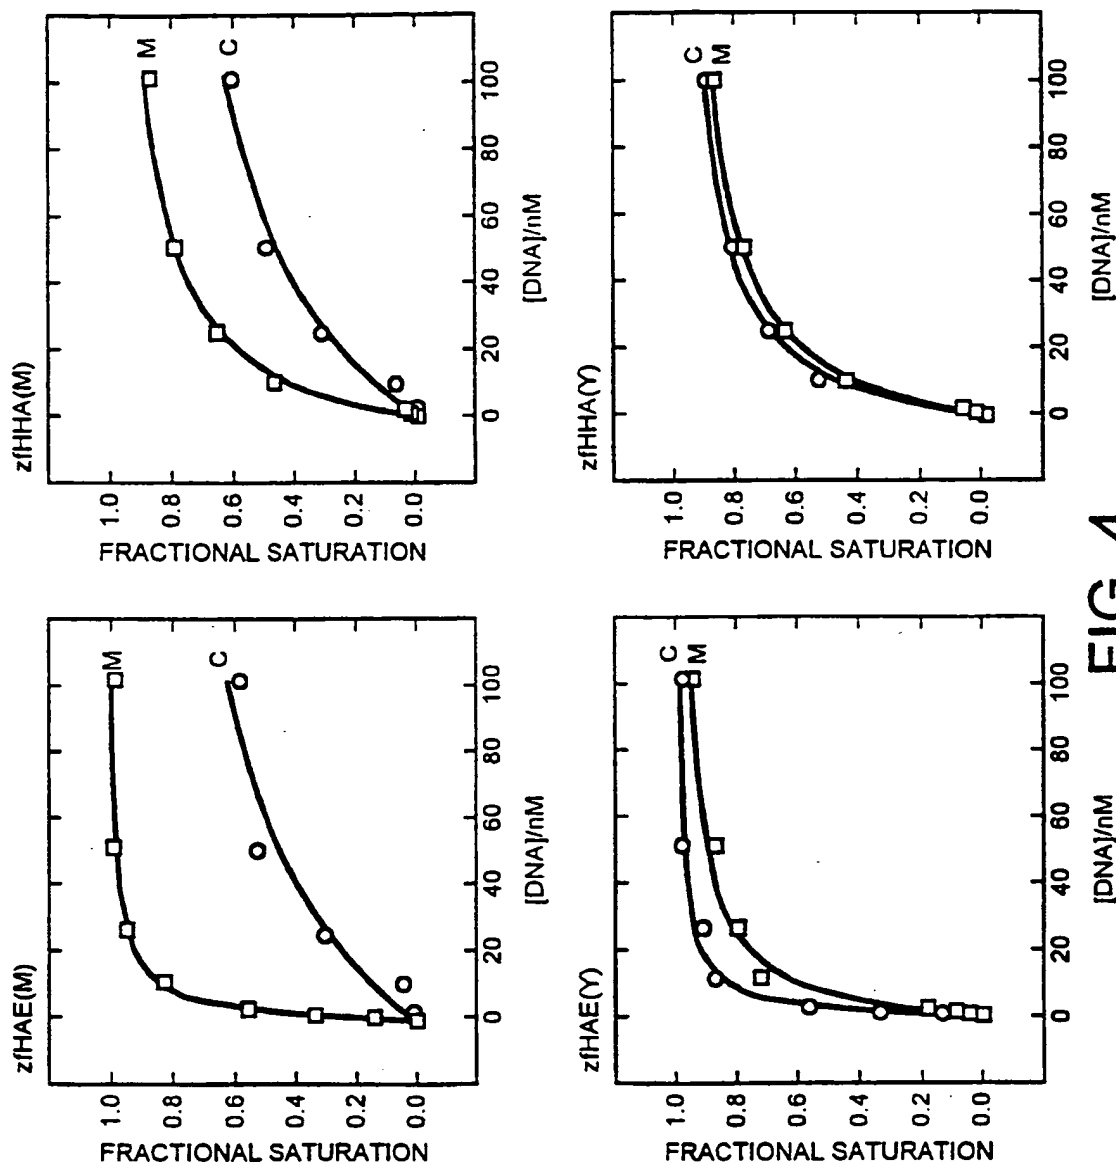 zfHAE(M)
FRACTIONAL SATURATION
1.0
0.8
0.6
0.4
0.2
0.0
M
C
0 20 40 60 80 100
[DNA]/nM
zfHHA(M)
FRACTIONAL SATURATION
1.0
0.8
0.6
0.4
0.2
0.0
M
C
0 20 40 60 80 100
[DNA]/nM
zfHAE(Y)
FRACTIONAL SATURATION
1.0
0.8
0.6
0.4
0.2
0.0
C
M
0 20 40 60 80 100
[DNA]/nM
zfHHA(Y)
FRACTIONAL SATURATION
1.0
0.8
0.6
0.4
0.2
0.0
C
M
0 20 40 60 80 100
[DNA]/nM
FIG 4